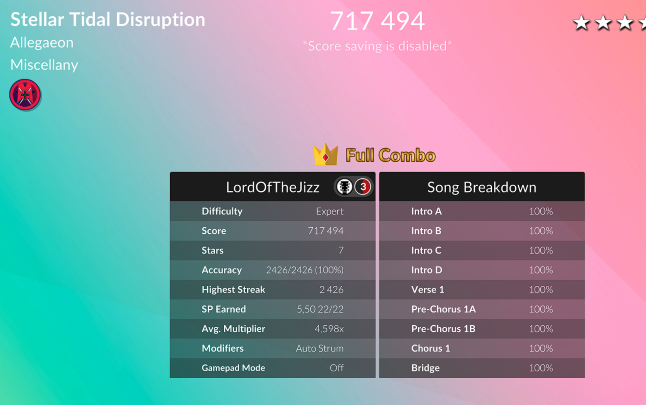 Stellar Tidal Disruption
Allegaeon
Miscellany
717 494
"Score saving is disabled"
Full Combo
LordOfTheJizz 3
Difficulty Expert
Score 717 494
Stars 7
Accuracy 2426/2426 (100%)
Highest Streak 2 426
SP Earned 5,50 22/22
Avg. Multiplier 4,598x
Modifiers Auto Strum
Gamepad Mode Off
Song Breakdown
Intro A 100%
Intro B 100%
Intro C 100%
Intro D 100%
Verse 1 100%
Pre-Chorus 1A 100%
Pre-Chorus 1B 100%
Chorus 1 100%
Bridge 100%